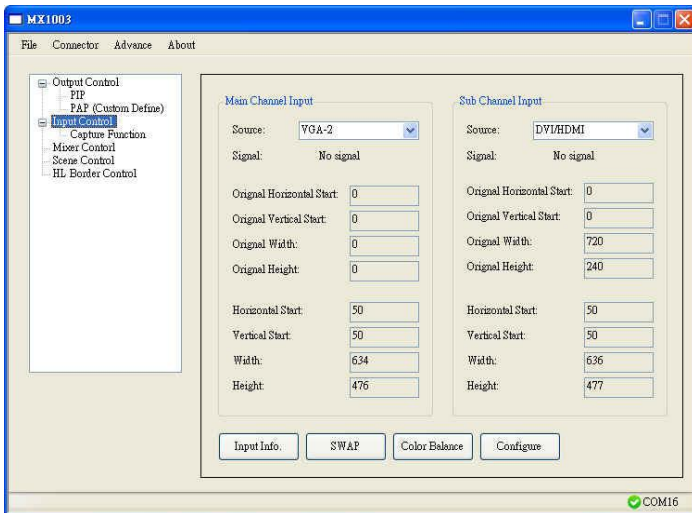 MX1003
File Connector Advance About
Output Control
PIP
PAP (Custom Define)
Input Control
Capture Function
Mixer Contorl
Scene Control
HL Border Control
Main Channel Input
Source: VGA-2
Signal: No signal
Orignal Horizontal Start: 0
Orignal Vertical Start: 0
Orignal Width: 0
Orignal Height: 0
Horizontal Start: 50
Vertical Start: 50
Width: 634
Height: 476
Sub Channel Input
Source: DVI/HDMI
Signal: No signal
Orignal Horizontal Start: 0
Orignal Vertical Start: 0
Orignal Width: 720
Orignal Height: 240
Horizontal Start: 50
Vertical Start: 50
Width: 636
Height: 477
Input Info. SWAP Color Balance Configure
COM16